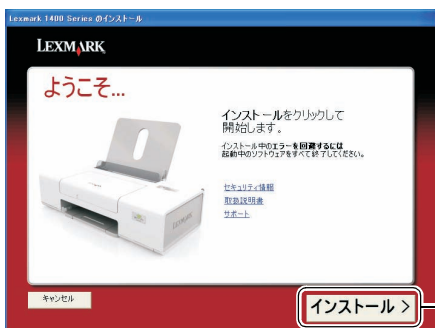 Lexmark 1400 Series のインストール
LEXMARK
ようこそ...
インストールをクリックして
開始します。
インストール中のエラーを回避するには
起動中のソフトウェアをすべて終了してください。
セキュリティ情報
取扱説明書
サポート
LEXMARK
キャンセル
インストール >